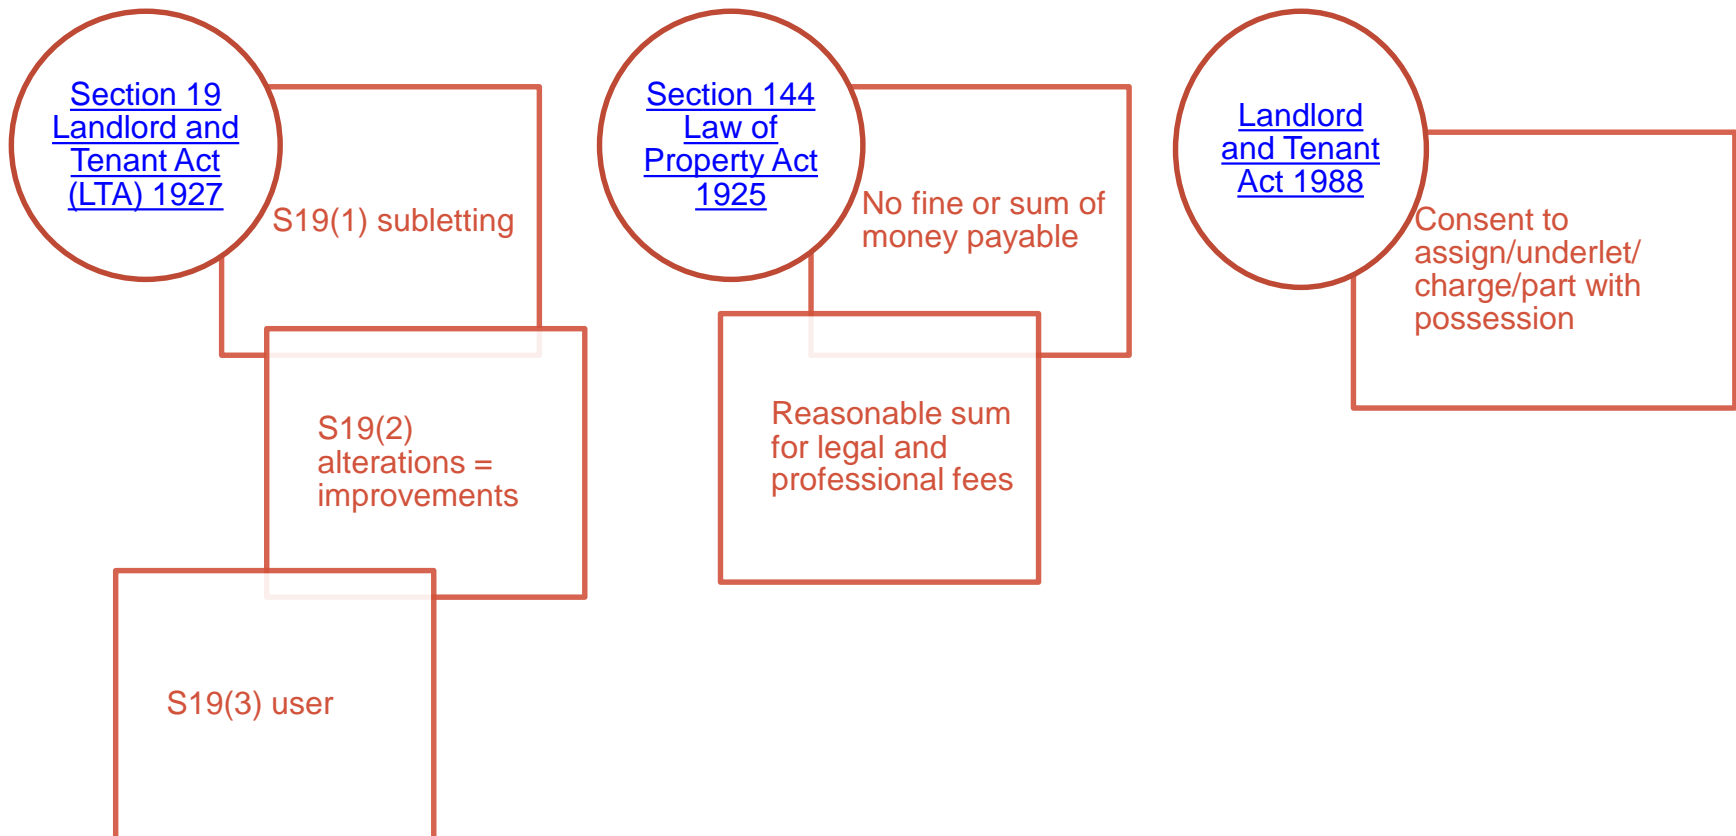 Section 19
Landlord and
Tenant Act
(LTA) 1927
S19(1) subletting
S19(2)
alterations =
improvements
S19(3) user
Section 144
Law of
Property Act
1925
No fine or sum of
money payable
Reasonable sum
for legal and
professional fees
Landlord
and Tenant
Act 1988
Consent to
assign/underlet/
charge/part with
possession